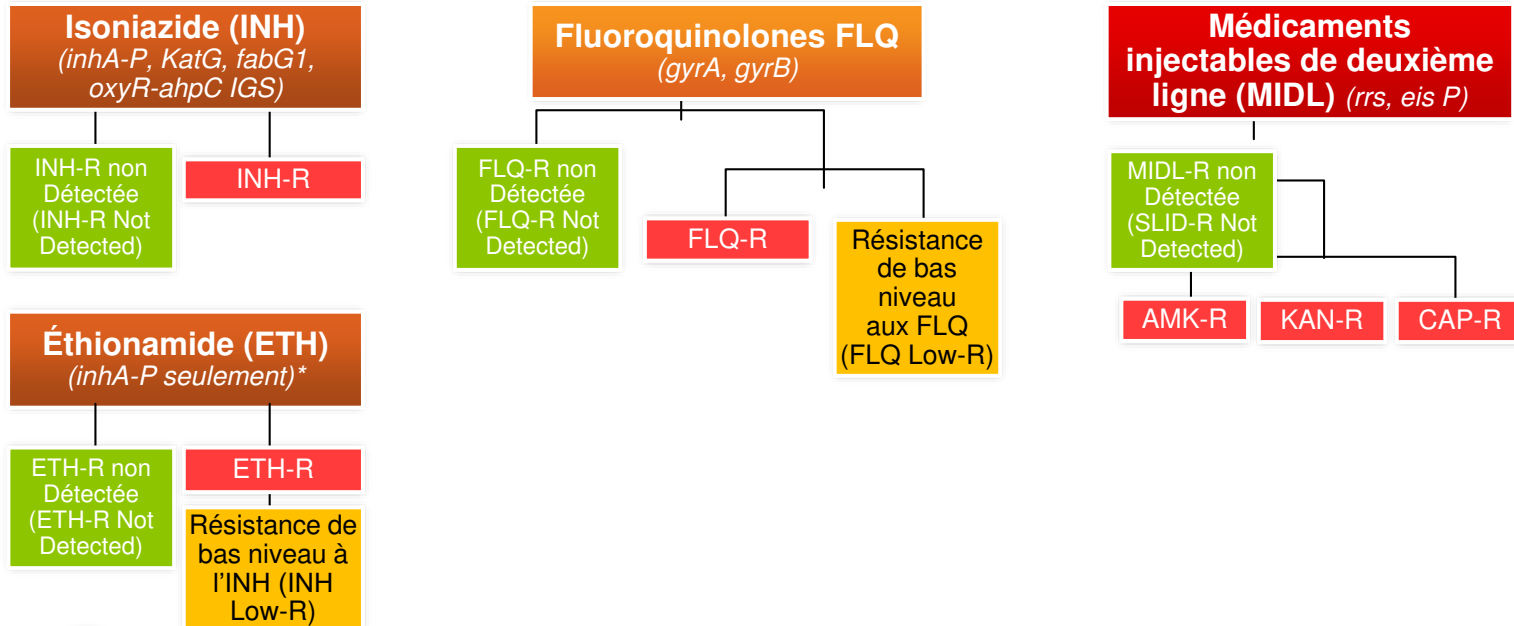 Isoniazide (INH)
(inhA-P, KatG, fabG1,
oxyR-ahpC IGS)
INH-R non
Détectée
(INH-R Not
Detected)
INH-R
Éthionamide (ETH)
(inhA-P seulement)*
ETH-R non
Détectée
(ETH-R Not
Detected)
ETH-R
Résistance de
bas niveau à
l’INH (INH
Low-R)
Fluoroquinolones FLQ
(gyrA, gyrB)
FLQ-R non
Détectée
(FLQ-R Not
Detected)
FLQ-R
Résistance
de bas
niveau
aux FLQ
(FLQ Low-R)
Médicaments
injectables de deuxième
ligne (MIDL) (rrs, eis P)
MIDL-R non
Détectée
(SLID-R Not
Detected)
AMK-R
KAN-R
CAP-R